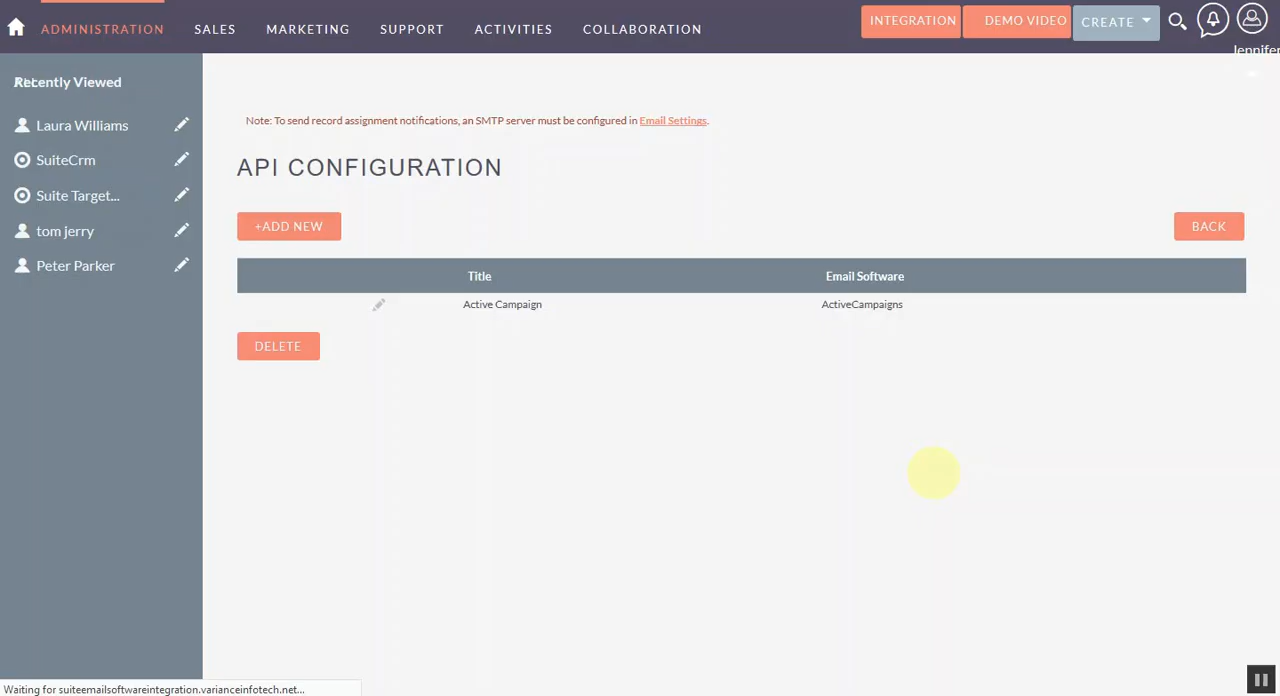 ADMINISTRATION
SALES
MARKETING
SUPPORT
ACTIVITIES
COLLABORATION
INTEGRATION
DEMO VIDEO
CREATE
Jennifer
Recently Viewed
Laura Williams
SuiteCrm
Suite Target...
tom jerry
Peter Parker
Note: To send record assignment notifications, an SMTP server must be configured in Email Settings.
API CONFIGURATION
+ADD NEW
BACK
Title
Email Software
Active Campaign
ActiveCampaigns
DELETE
Waiting for suiteemailsoftwareintegration.varianceinfotech.net...